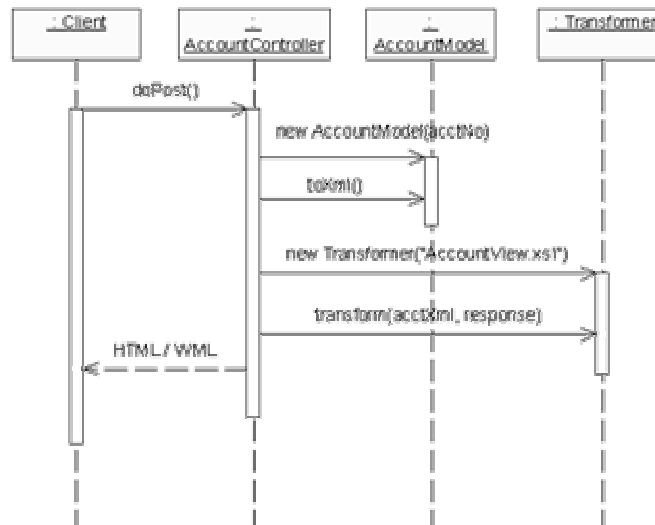 : Client
:
AccountController
:
AccountModel
: Transformer
doPost()
new AccountModel(acctNo)
toXml()
new Transformer("AccountView.xsl")
transform(acctXml, response)
HTML / WML